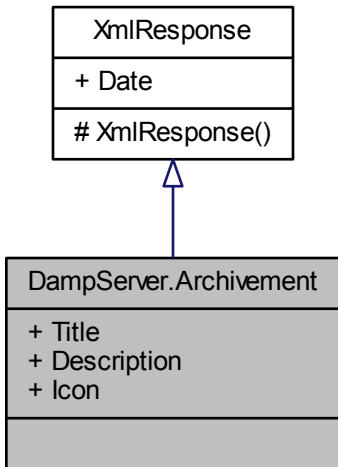 XmlResponse
+ Date
# XmlResponse()
DampServer.Archivement
+ Title
+ Description
+ Icon